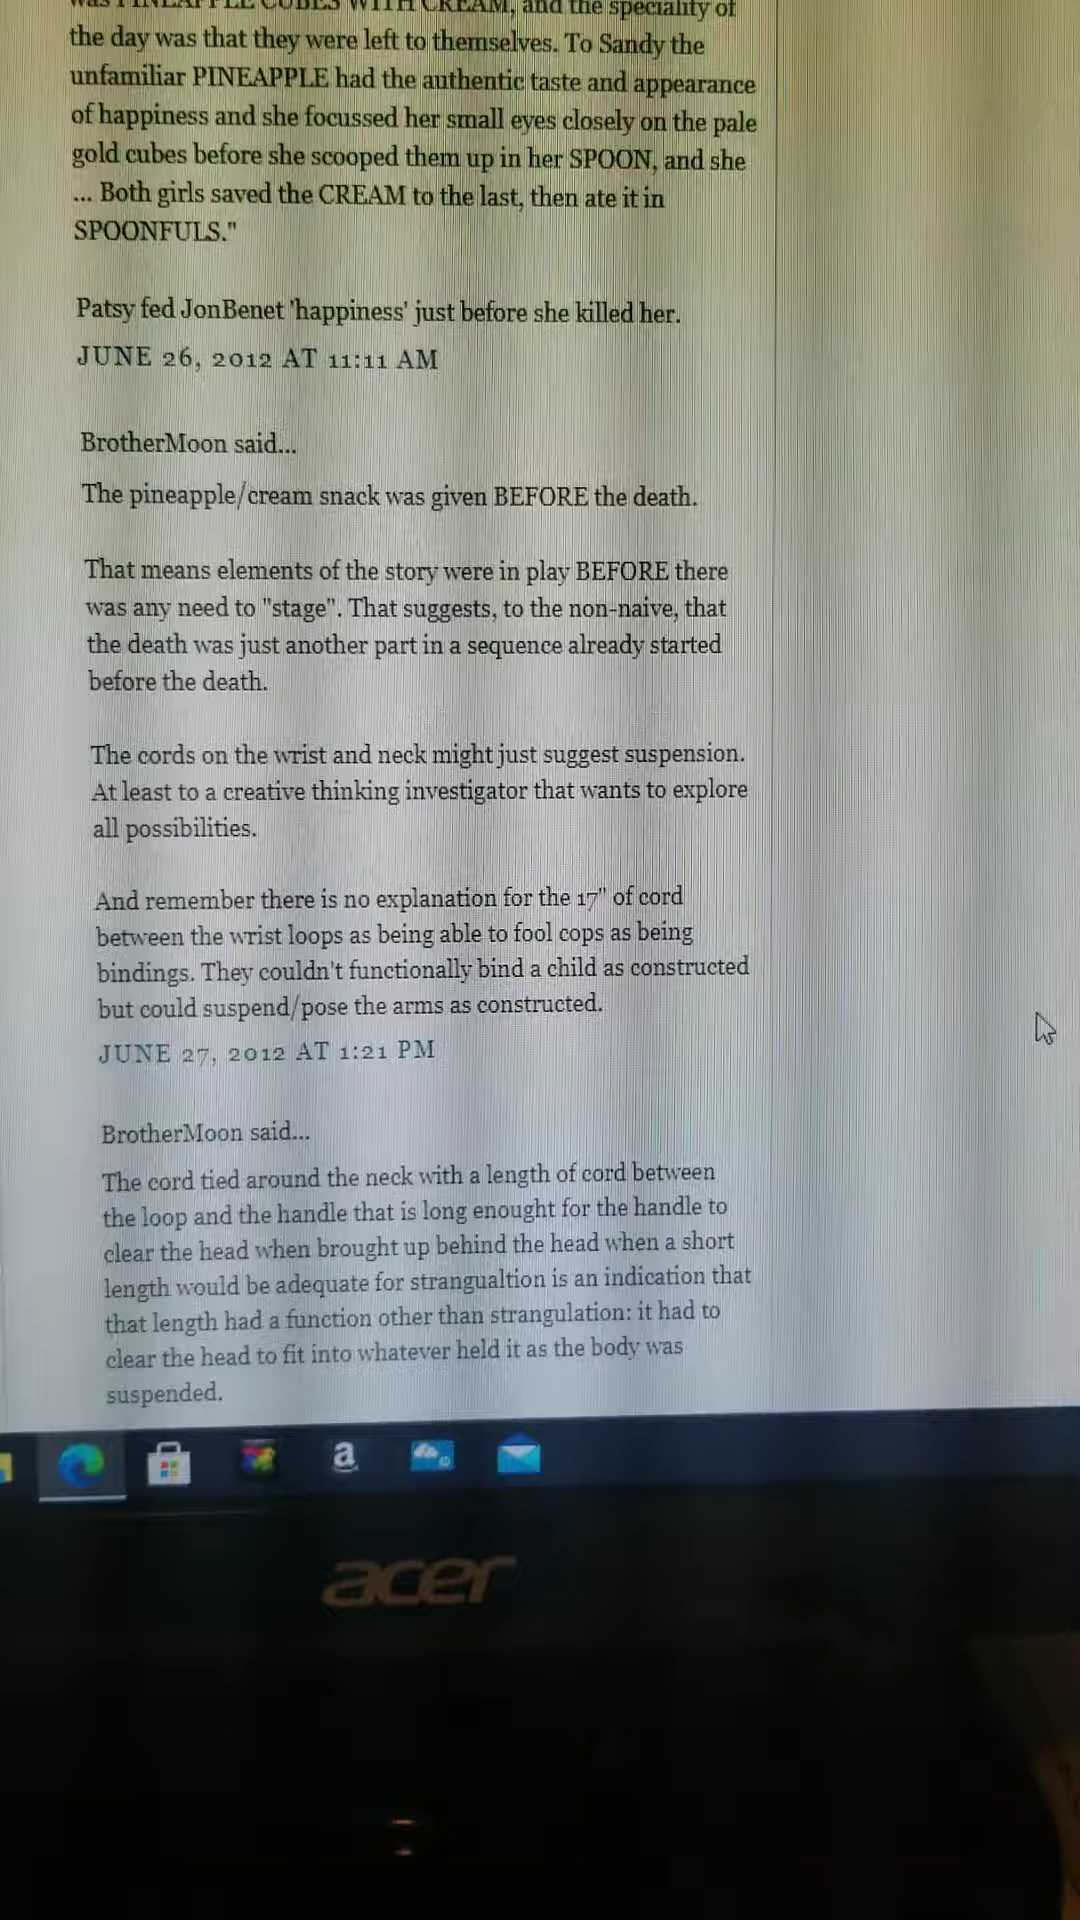 was PINEAPPLE CUBES WITH CREAM, and the speciality of
the day was that they were left to themselves. To Sandy the
unfamiliar PINEAPPLE had the authentic taste and appearance
of happiness and she focussed her small eyes closely on the pale
gold cubes before she scooped them up in her SPOON, and she
... Both girls saved the CREAM to the last, then ate it in
SPOONFULS."
Patsy fed JonBenet 'happiness' just before she killed her.
JUNE 26, 2012 AT 11:11 AM
BrotherMoon said...
The pineapple/cream snack was given BEFORE the death.
That means elements of the story were in play BEFORE there
was any need to "stage". That suggests, to the non-naive, that
the death was just another part in a sequence already started
before the death.
The cords on the wrist and neck might just suggest suspension.
At least to a creative thinking investigator that wants to explore
all possibilities.
And remember there is no explanation for the 17" of cord
between the wrist loops as being able to fool cops as being
bindings. They couldn't functionally bind a child as constructed
but could suspend/pose the arms as constructed.
JUNE 27, 2012 AT 1:21 PM
BrotherMoon said...
The cord tied around the neck with a length of cord between
the loop and the handle that is long enought for the handle to
clear the head when brought up behind the head when a short
length would be adequate for strangualtion is an indication that
that length had a function other than strangulation: it had to
clear the head to fit into whatever held it as the body was
suspended.
a
acer